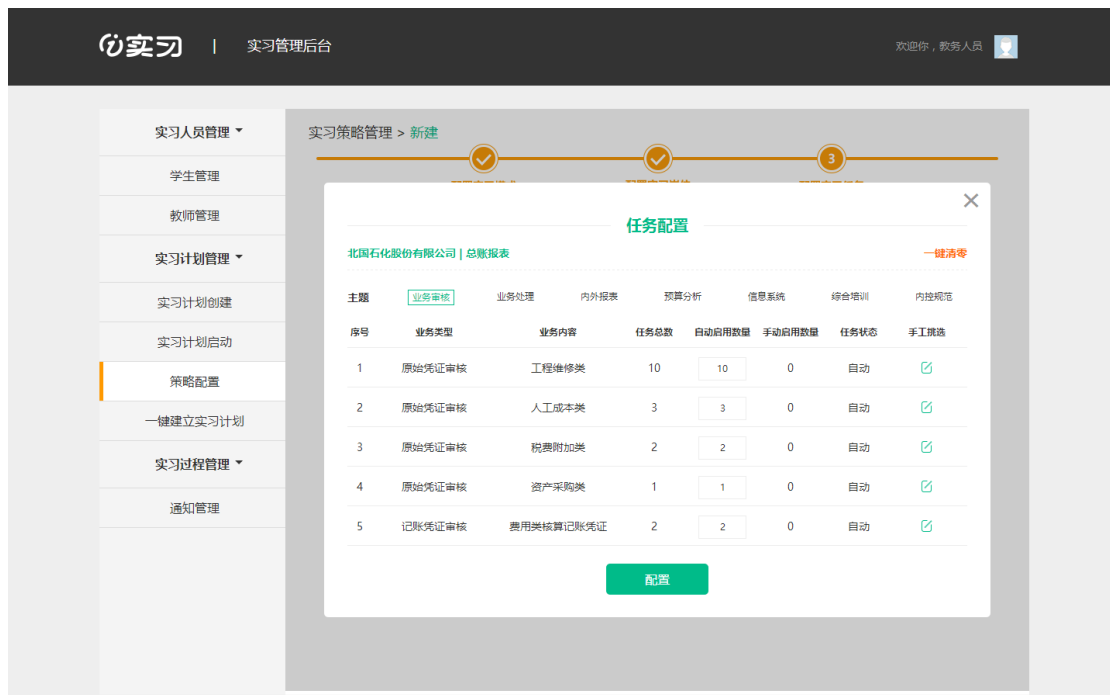 i实习 | 实习管理后台
欢迎你，教务人员
实习人员管理
学生管理
教师管理
实习计划管理
实习计划创建
实习计划启动
策略配置
一键建立实习计划
实习过程管理
通知管理
实习策略管理 > 新建
3
任务配置
北国石化股份有限公司 | 总账报表 一键清零
主题 业务审核 业务处理 内外报表 预算分析 信息系统 综合培训 内控规范
序号 业务类型 业务内容 任务总数 自动启用数量 手动启用数量 任务状态 手工挑选
1 原始凭证审核 工程维修类 10 10 0 自动
2 原始凭证审核 人工成本类 3 3 0 自动
3 原始凭证审核 税费附加类 2 2 0 自动
4 原始凭证审核 资产采购类 1 1 0 自动
5 记账凭证审核 费用类核算记账凭证 2 2 0 自动
配置